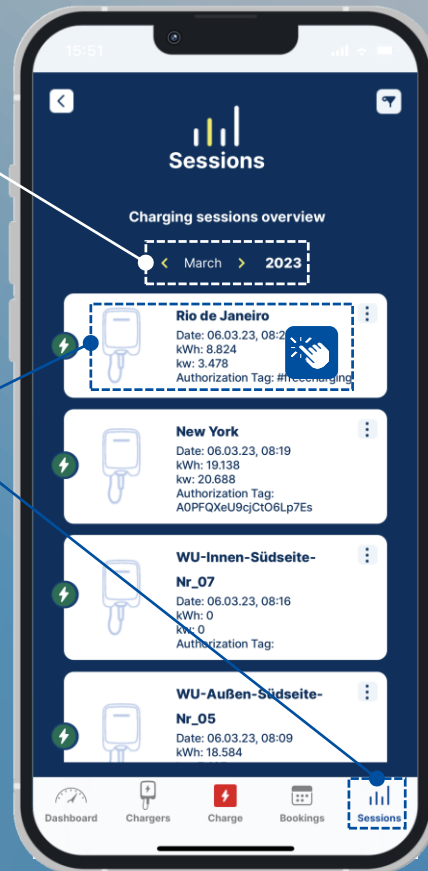 15:51
Sessions
Charging sessions overview
March 2023
Rio de Janeiro
Date: 06.03.23,
kWh: 8.824
kw: 3.478
Authorization Tag: #freecharging
New York
Date: 06.03.23, 08:19
kWh: 19.138
kw: 20.688
Authorization Tag:
A0PFQXeU9cjCtO6Lp7Es
WU-Innen-Südseite-
Nr_07
Date: 06.03.23, 08:16
kWh: 0
kw: 0
Authorization Tag:
WU-Außen-Südseite-
Nr_05
Date: 06.03.23, 08:09
kWh: 18.584
Dashboard Chargers Charge Bookings Sessions